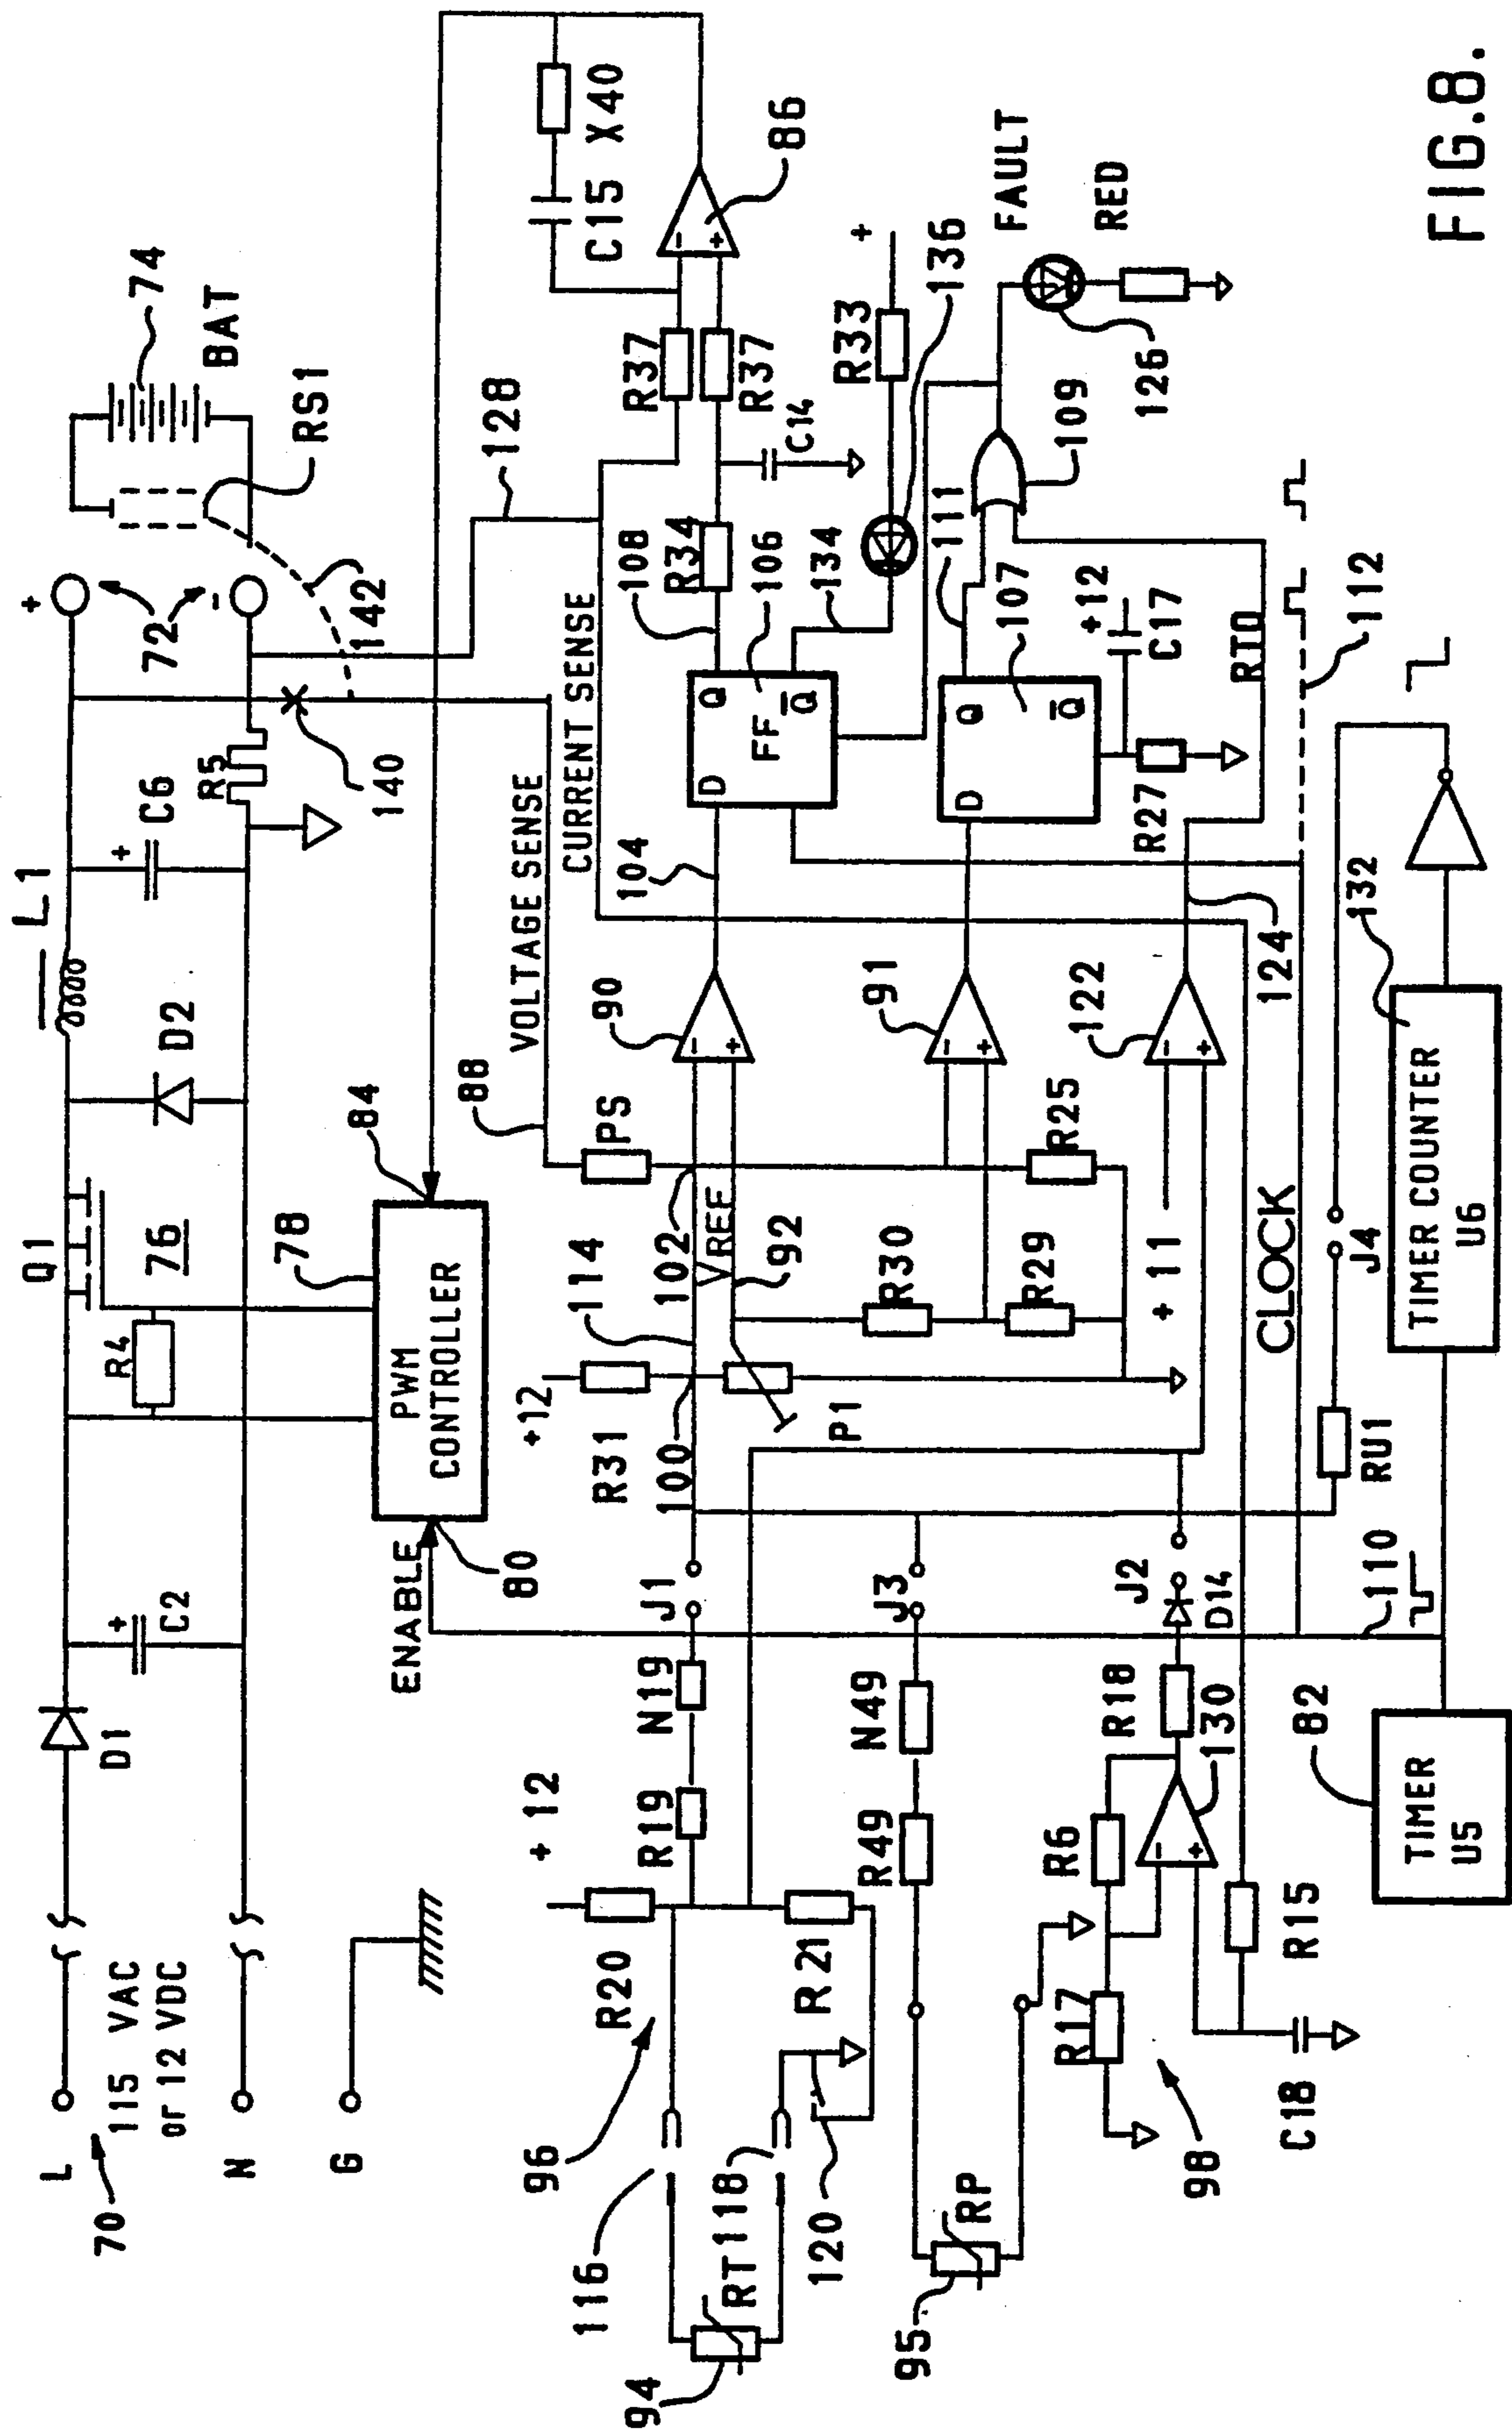 L
70
115 VAC
or 12 VDC
N
G
D1
C2
+
Q1
R4
76
78
D2
L1
C6
+
R5
140
72
+
-
142
74
BAT
RS1
128
ENABLE
80
PWM
CONTROLLER
84
88
VOLTAGE SENSE
CURRENT SENSE
C15 X40
86
-
+
R37
R37
C14
R34
108
106
D
Q
FF
Q̅
104
134
R33
+
136
FAULT
RED
126
109
111
107
D
Q
Q̅
+12
C17
R27
RTO
112
90
-
+
91
-
+
122
-
+
124
PS
R25
114
102
VREF
92
R30
R29
+12
R31
100
P1
+11
CLOCK
J4
RU1
TIMER COUNTER
U6
132
116
96
R20
+12
R19
N19
J1
R21
118
120
RT
94
95
RP
R49
N49
J3
J2
D14
R18
130
-
+
R6
R17
98
C18
R15
82
TIMER
U5
110
FIG.8.